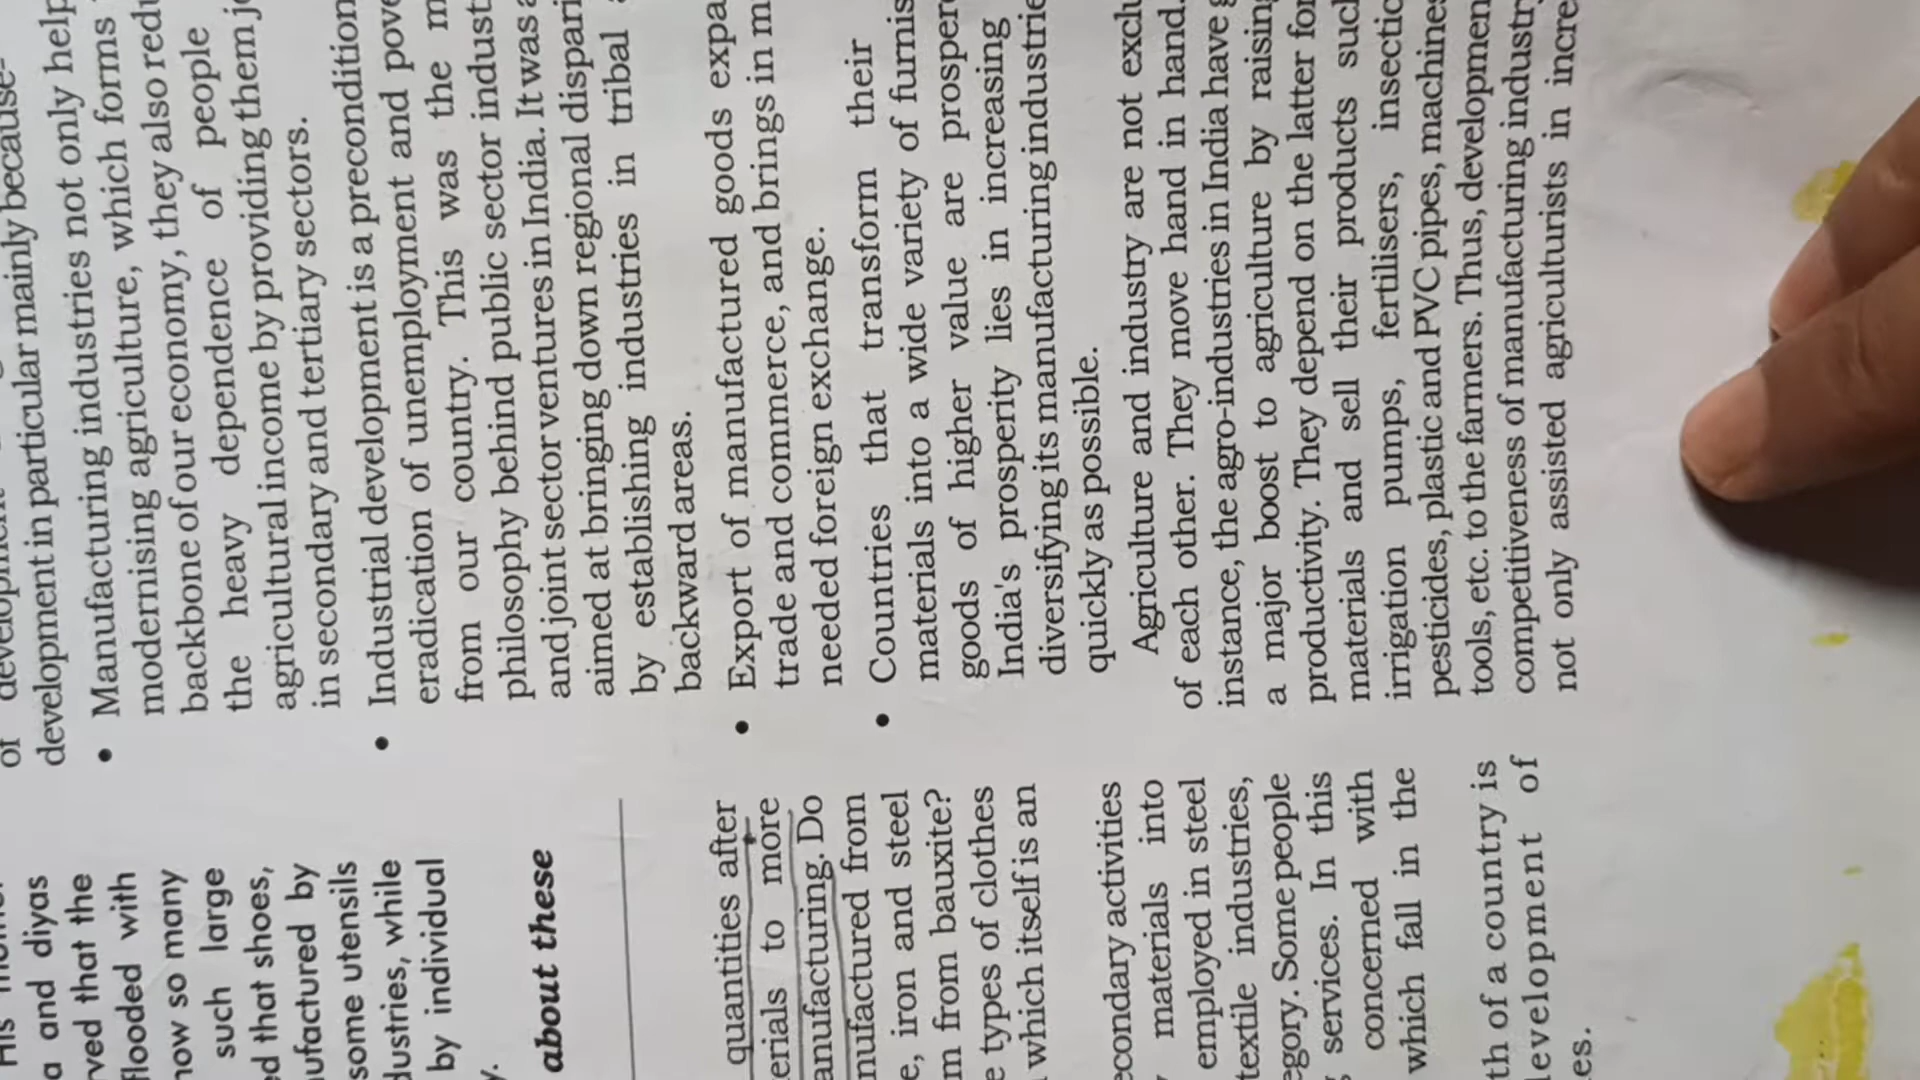 a and diyas
rved that the
flooded with
now so many
such large
ed that shoes,
nufactured by
some utensils
dustries, while
by individual
y.
about these
quantities after
erials to more
anufacturing. Do
nufactured from
e, iron and steel
m from bauxite?
e types of clothes
which itself is an
econdary activities
materials into
employed in steel
textile industries,
egory. Some people
services. In this
concerned with
which fall in the
th of a country is
development of
es.
of development
development in particular mainly because-
• Manufacturing industries not only help
modernising agriculture, which forms
backbone of our economy, they also redu
the heavy dependence of people
agricultural income by providing them jo
in secondary and tertiary sectors.
• Industrial development is a precondition
eradication of unemployment and pove
from our country. This was the m
philosophy behind public sector indust
and joint sector ventures in India. It was a
aimed at bringing down regional dispari
by establishing industries in tribal
backward areas.
• Export of manufactured goods expa
trade and commerce, and brings in m
needed foreign exchange.
• Countries that transform their
materials into a wide variety of furnis
goods of higher value are prosper
India's prosperity lies in increasing
diversifying its manufacturing industrie
quickly as possible.
Agriculture and industry are not exclu
of each other. They move hand in hand.
instance, the agro-industries in India have g
a major boost to agriculture by raising
productivity. They depend on the latter for
materials and sell their products such
irrigation pumps, fertilisers, insectic
pesticides, plastic and PVC pipes, machines
tools, etc. to the farmers. Thus, developmen
competitiveness of manufacturing industry
not only assisted agriculturists in incre